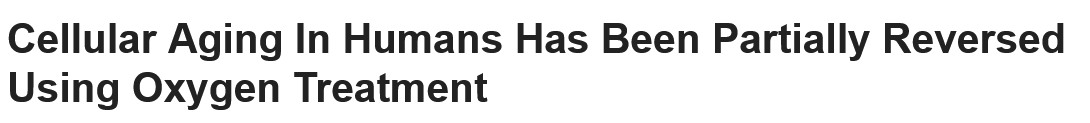 Cellular Aging In Humans Has Been Partially Reversed
Using Oxygen Treatment